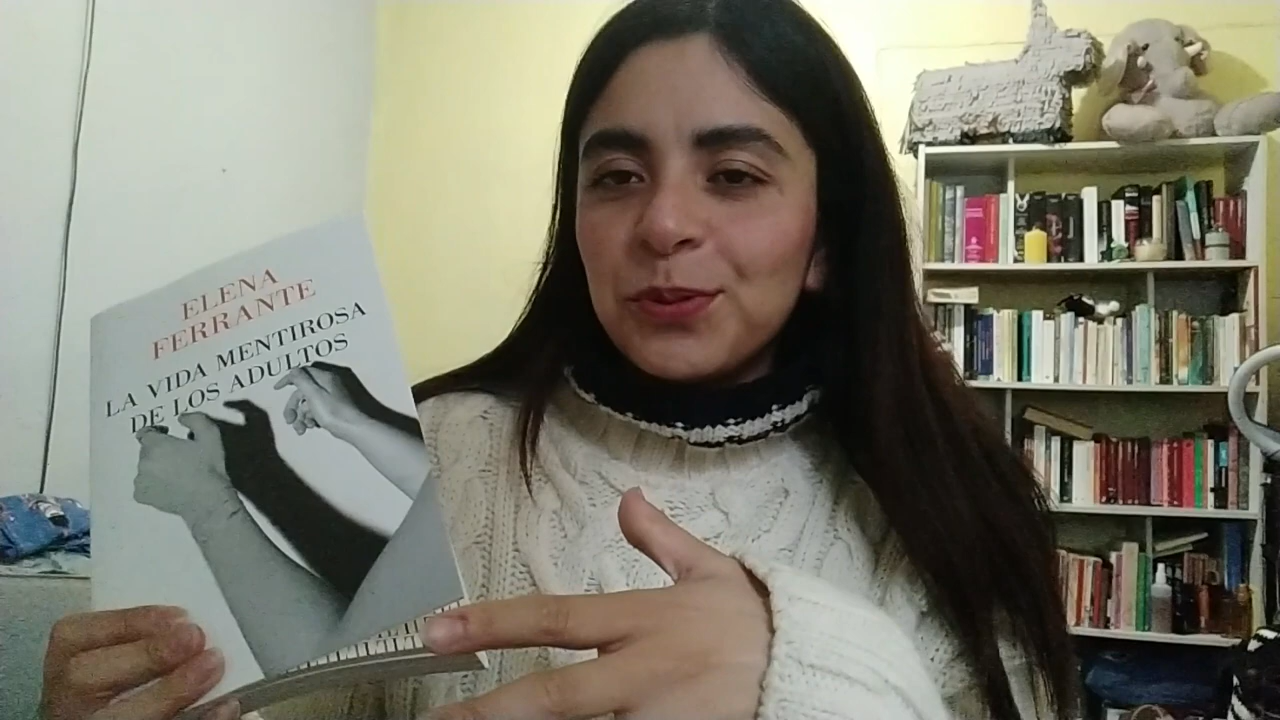 ELENA
FERRANTE
LA VIDA MENTIROSA
DE LOS ADULTOS